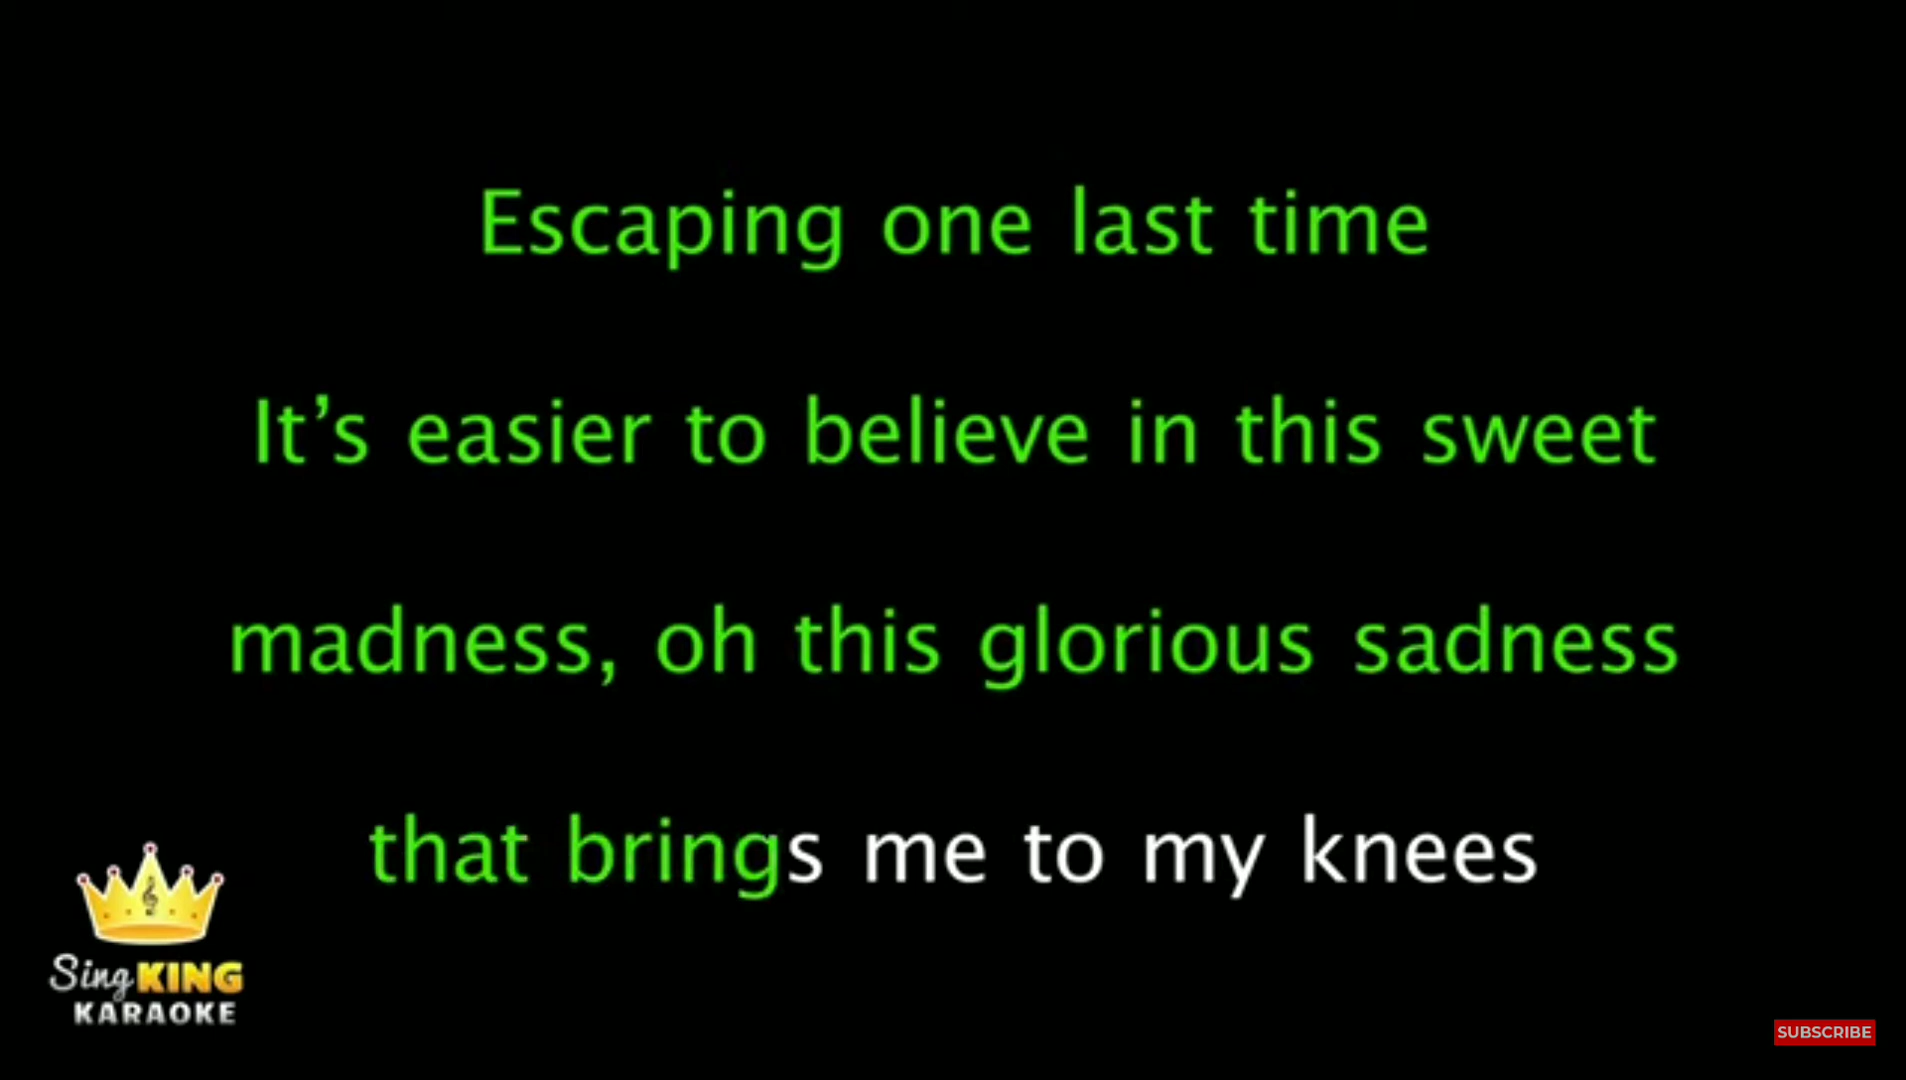 Escaping one last time
It’s easier to believe in this sweet
madness, oh this glorious sadness
that brings me to my knees
Sing KING
KARAOKE
SUBSCRIBE